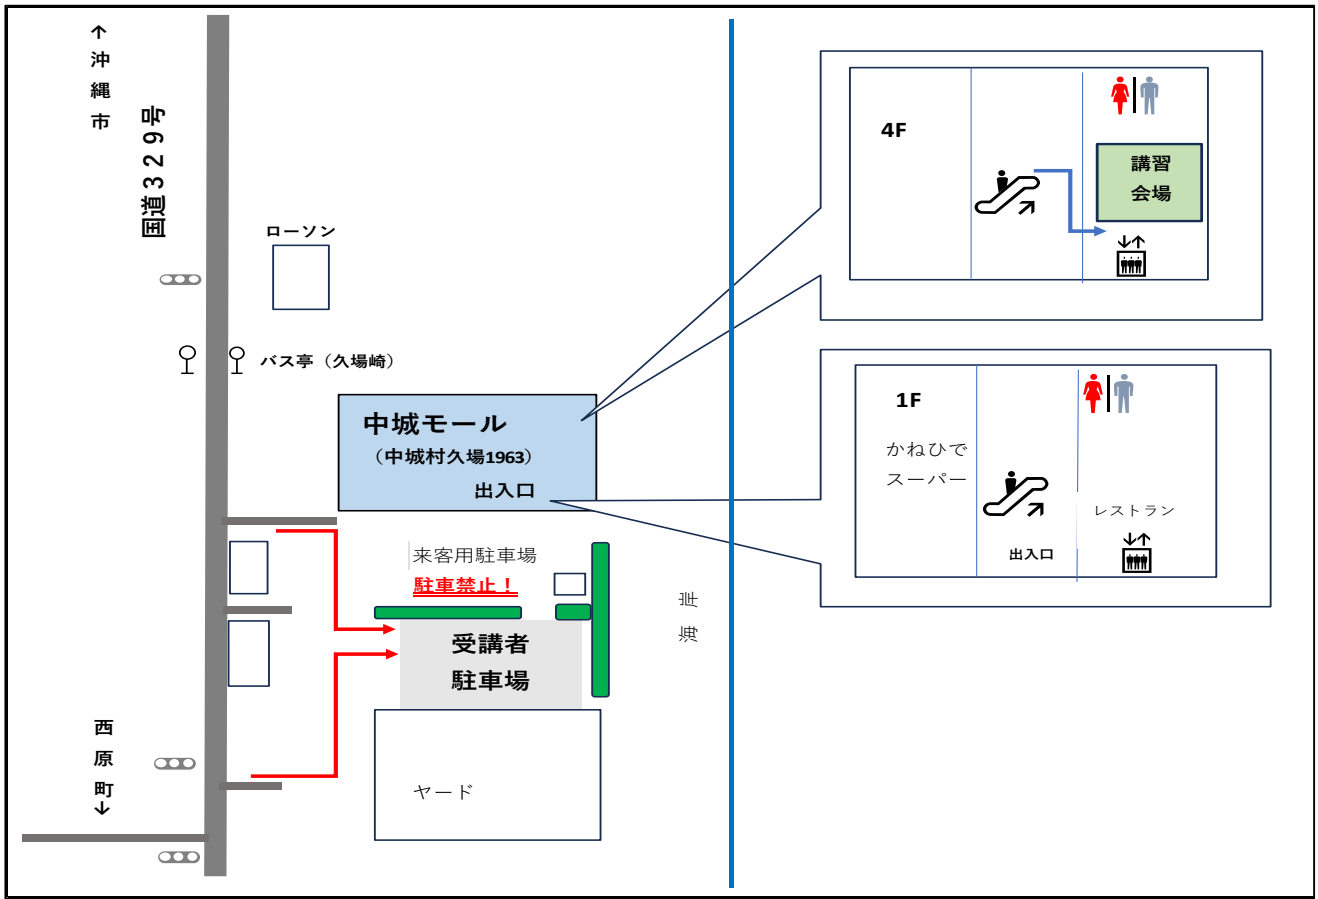 ↑沖縄市
国道３２９号
ローソン
バス亭（久場崎）
中城モール
（中城村久場1963）
出入口
来客用駐車場
駐車禁止！
受講者
駐車場
ヤード
西原町↓
海岸
4F
講習
会場
1F
かねひで
スーパー
レストラン
出入口